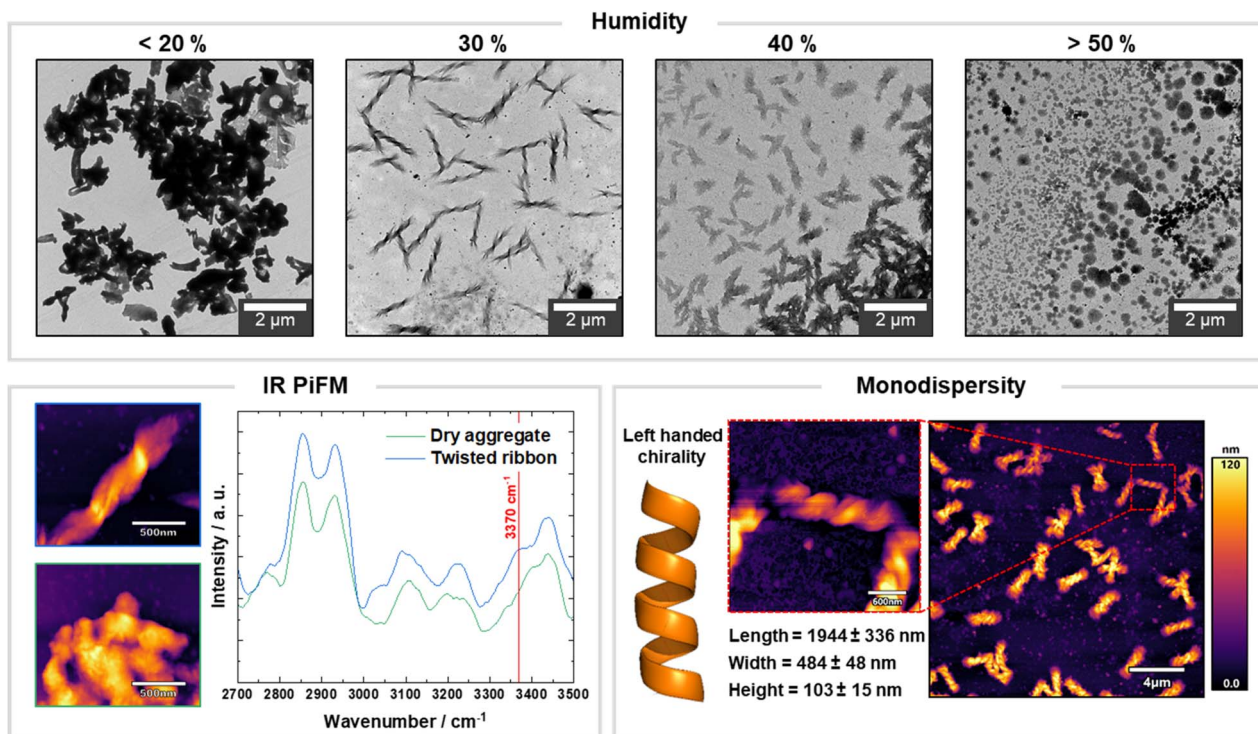 Humidity
< 20 %
30 %
40 %
> 50 %
2 µm
2 µm
2 µm
2 µm
IR PiFM
500nm
500nm
Intensity / a. u.
Dry aggregate
Twisted ribbon
3370 cm⁻¹
2700 2800 2900 3000 3100 3200 3300 3400 3500
Wavenumber / cm⁻¹
Monodispersity
Left handed
chirality
600nm
Length = 1944 ± 336 nm
Width = 484 ± 48 nm
Height = 103 ± 15 nm
4µm
nm
120
0.0